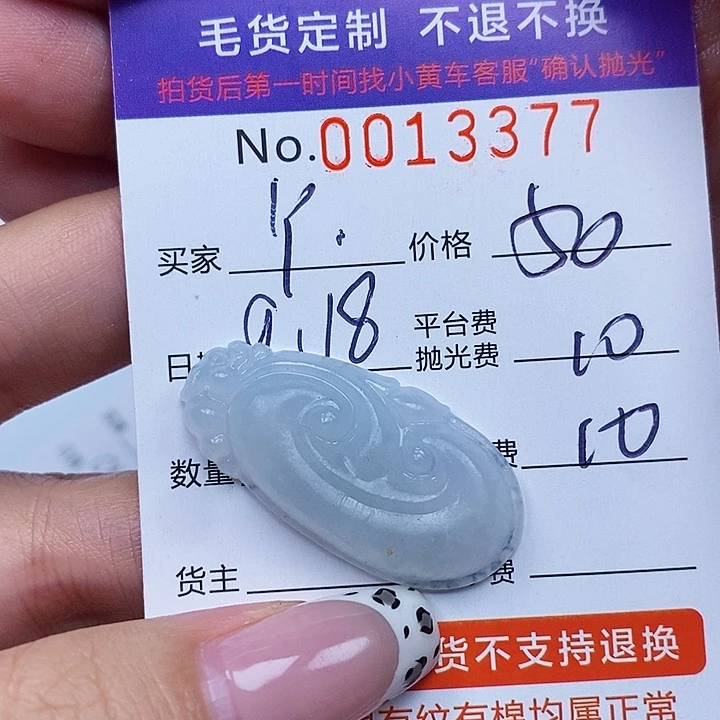 毛货定制 不退不换
拍货后第一时间找小黄车客服“确认抛光”
No.0013377
买家 Y. 价格 50
9.18 平台费
日 抛光费 10
数量 费 10
货主 费
货不支持退换
有纹有棉均属正常